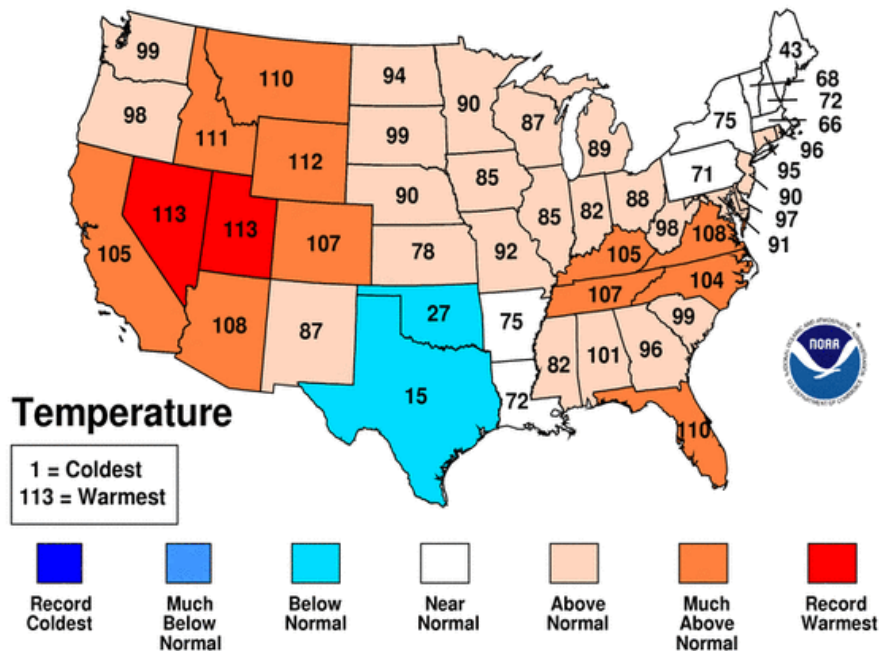 99
43
98
110
94
90
87
89
75
68
72
66
96
95
90
97
91
111
112
99
85
71
113
113
107
90
78
92
85
82
88
98
108
105
105
107
104
108
87
27
75
82
101
96
99
15
72
110
NOAA
Temperature
1 = Coldest
113 = Warmest
Record
Coldest
Much
Below
Normal
Below
Normal
Near
Normal
Above
Normal
Much
Above
Normal
Record
Warmest